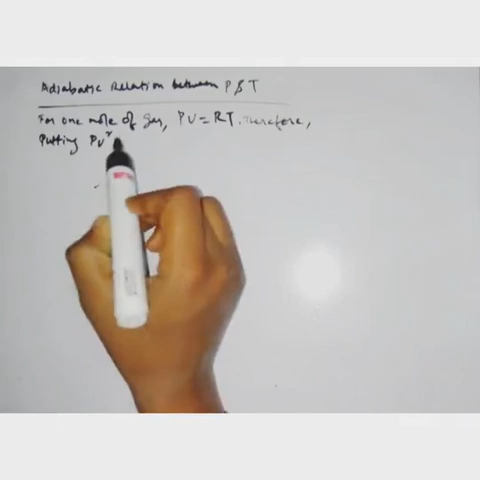 Adiabatic Relation between P & T
For one mole of gas, PV = RT. Therefore,
Putting PV^γ